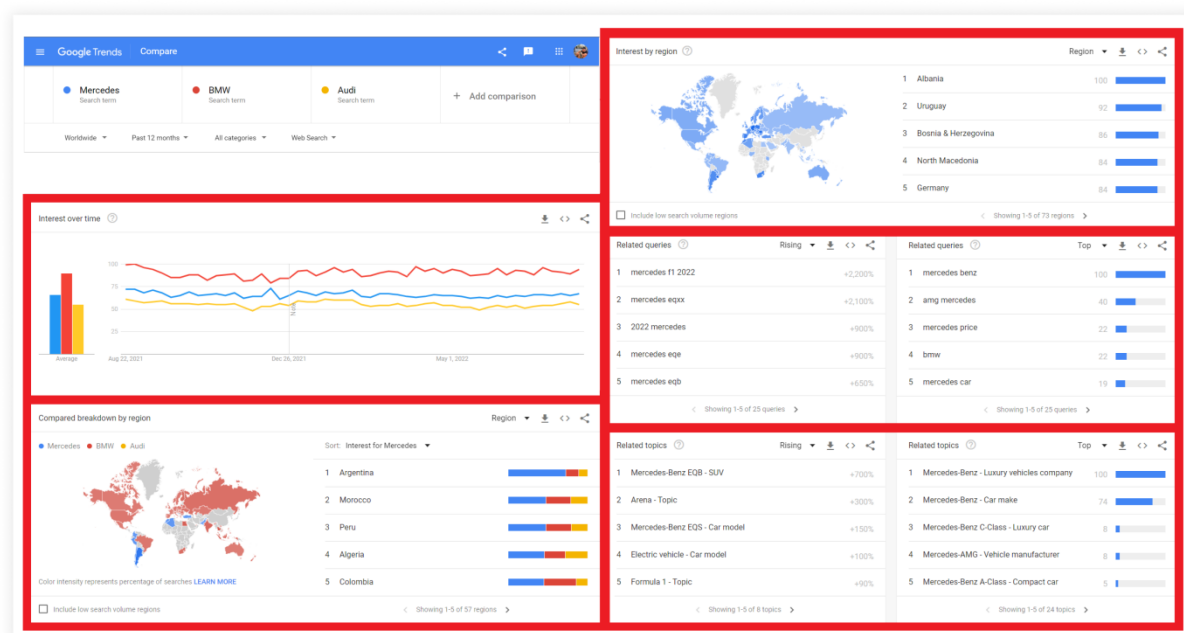 Google Trends Compare
Mercedes
Search term
BMW
Search term
Audi
Search term
+ Add comparison
Worldwide
Past 12 months
All categories
Web Search
Interest over time
100
75
50
25
Note
Average
Aug 22, 2021
Dec 26, 2021
May 1, 2022
Compared breakdown by region
Region
Mercedes BMW Audi
Sort: Interest for Mercedes
1 Argentina
2 Morocco
3 Peru
4 Algeria
5 Colombia
Color intensity represents percentage of searches LEARN MORE
Include low search volume regions
Showing 1-5 of 57 regions
Interest by region
Region
1 Albania 100
2 Uruguay 92
3 Bosnia & Herzegovina 86
4 North Macedonia 84
5 Germany 84
Include low search volume regions
Showing 1-5 of 73 regions
Related queries
Rising
1 mercedes f1 2022 +2,200%
2 mercedes eqxx +2,100%
3 2022 mercedes +900%
4 mercedes eqe +900%
5 mercedes eqb +650%
Showing 1-5 of 25 queries
Related queries
Top
1 mercedes benz 100
2 amg mercedes 40
3 mercedes price 22
4 bmw 22
5 mercedes car 19
Showing 1-5 of 25 queries
Related topics
Rising
1 Mercedes-Benz EQB - SUV +700%
2 Arena - Topic +300%
3 Mercedes-Benz EQS - Car model +150%
4 Electric vehicle - Car model +100%
5 Formula 1 - Topic +90%
Showing 1-5 of 8 topics
Related topics
Top
1 Mercedes-Benz - Luxury vehicles company 100
2 Mercedes-Benz - Car make 74
3 Mercedes-Benz C-Class - Luxury car 8
4 Mercedes-AMG - Vehicle manufacturer 8
5 Mercedes-Benz A-Class - Compact car 5
Showing 1-5 of 24 topics